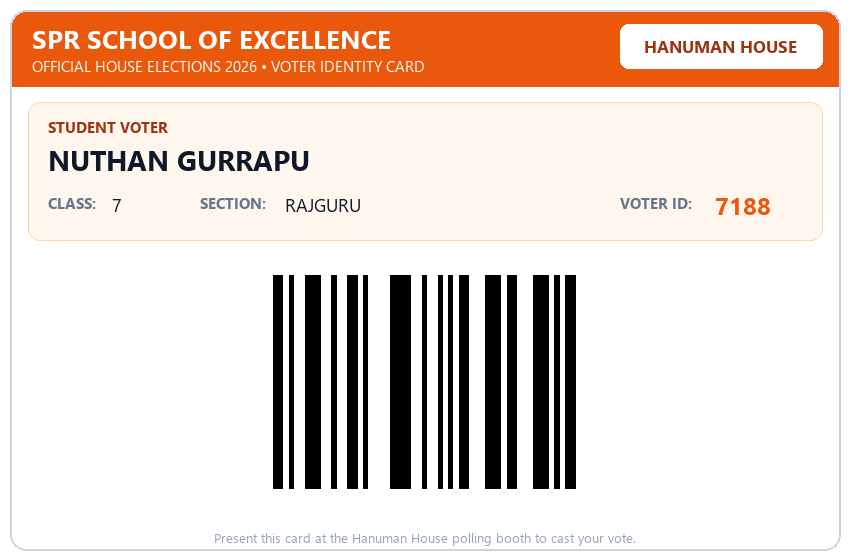 SPR SCHOOL OF EXCELLENCE
OFFICIAL HOUSE ELECTIONS 2026 • VOTER IDENTITY CARD
HANUMAN HOUSE
STUDENT VOTER
NUTHAN GURRAPU
CLASS: 7 SECTION: RAJGURU VOTER ID: 7188
Present this card at the Hanuman House polling booth to cast your vote.